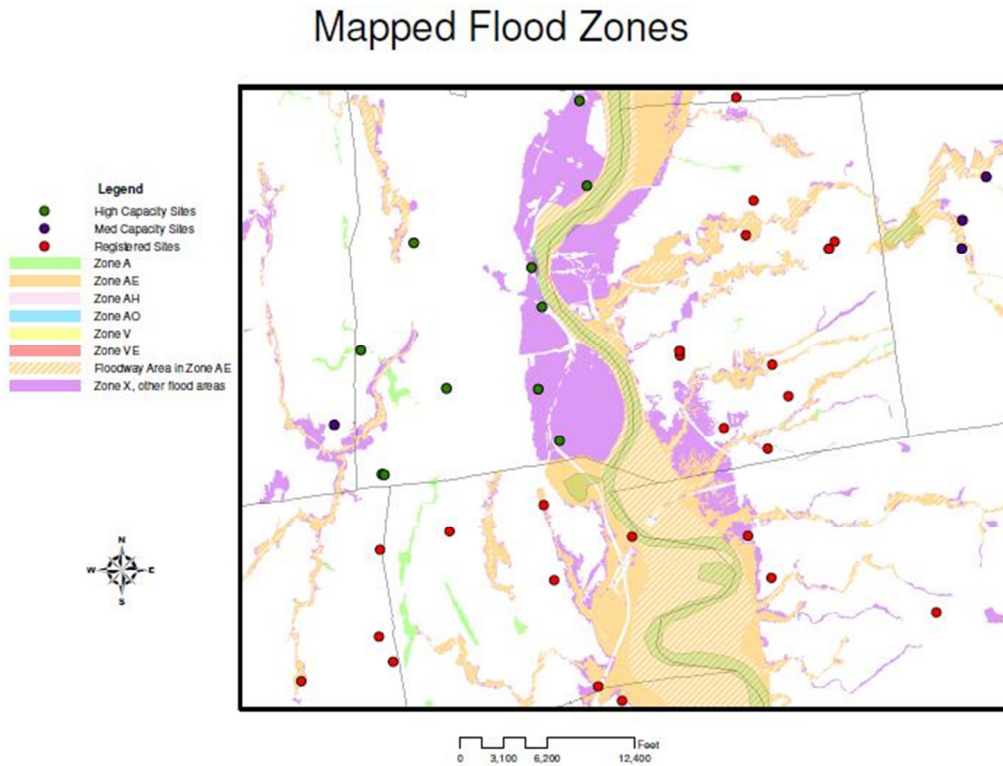 Mapped Flood Zones
Legend
High Capacity Sites
Med Capacity Sites
Registered Sites
Zone A
Zone AE
Zone AH
Zone AO
Zone V
Zone VE
Floodway Area in Zone AE
Zone X, other flood areas
N
W E
S
Feet
0 3,100 6,200 12,400